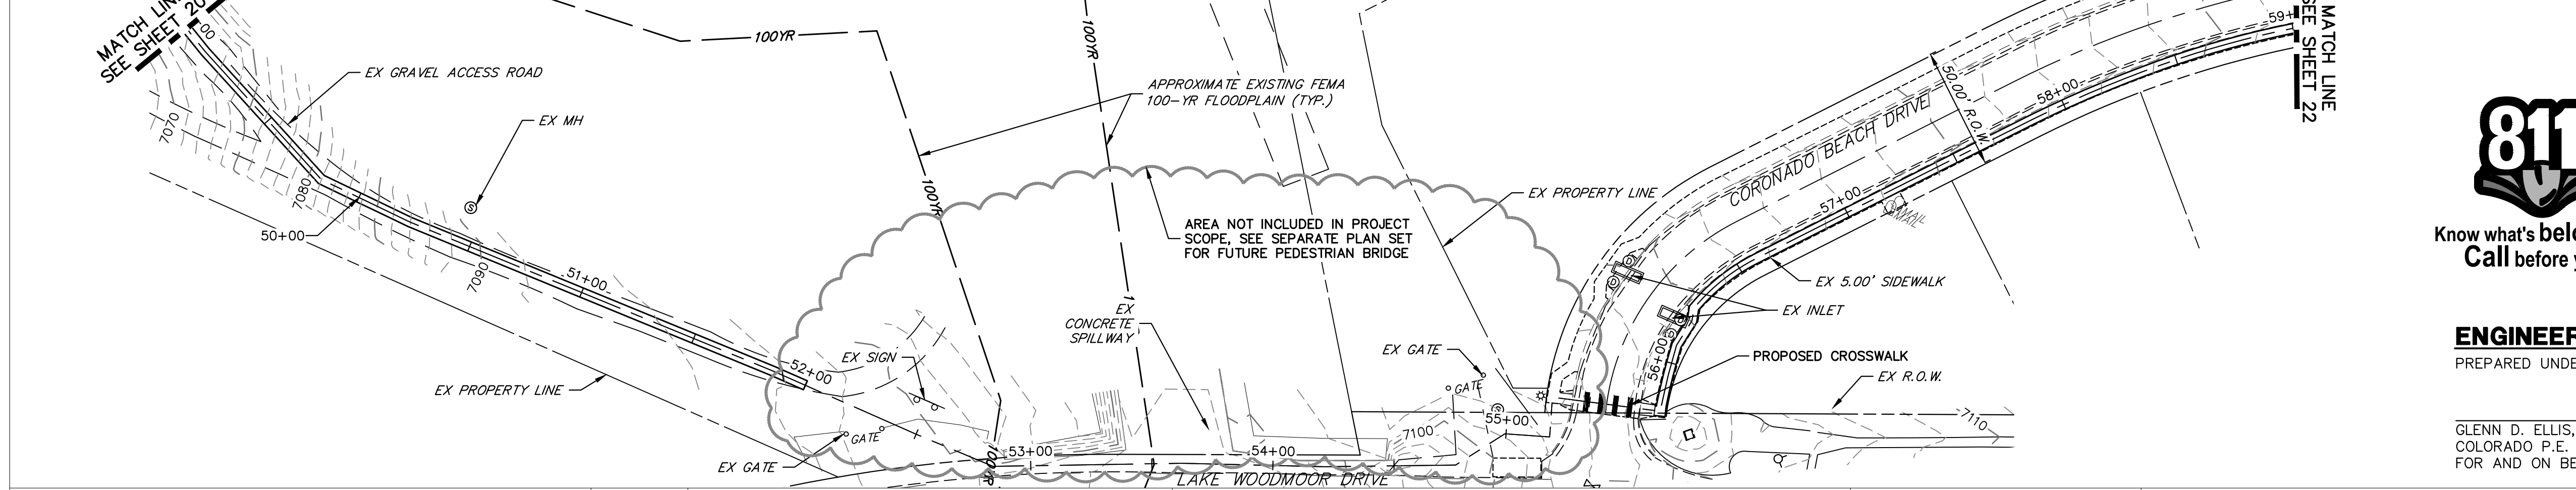 MATCH LINE
SEE SHEET 20
EX GRAVEL ACCESS ROAD
EX MH
7070
7080
7090
50+00
51+00
52+00
EX PROPERTY LINE
100YR
100YR
100YR
APPROXIMATE EXISTING FEMA
100-YR FLOODPLAIN (TYP.)
AREA NOT INCLUDED IN PROJECT
SCOPE, SEE SEPARATE PLAN SET
FOR FUTURE PEDESTRIAN BRIDGE
EX
CONCRETE
SPILLWAY
EX SIGN
GATE
EX GATE
100YR
53+00
54+00
LAKE WOODMOOR DRIVE
EX GATE
GATE
7100
55+00
EX PROPERTY LINE
CORONADO BEACH DRIVE
50.00' R.O.W.
56+00
57+00
58+00
59+
EX 5.00' SIDEWALK
EX INLET
PROPOSED CROSSWALK
EX R.O.W.
7110
MATCH LINE
SEE SHEET 22
811
Know what's
Call before
PREPARED
GLENN D. ELLIS,
COLORADO P.E.
FOR AND ON